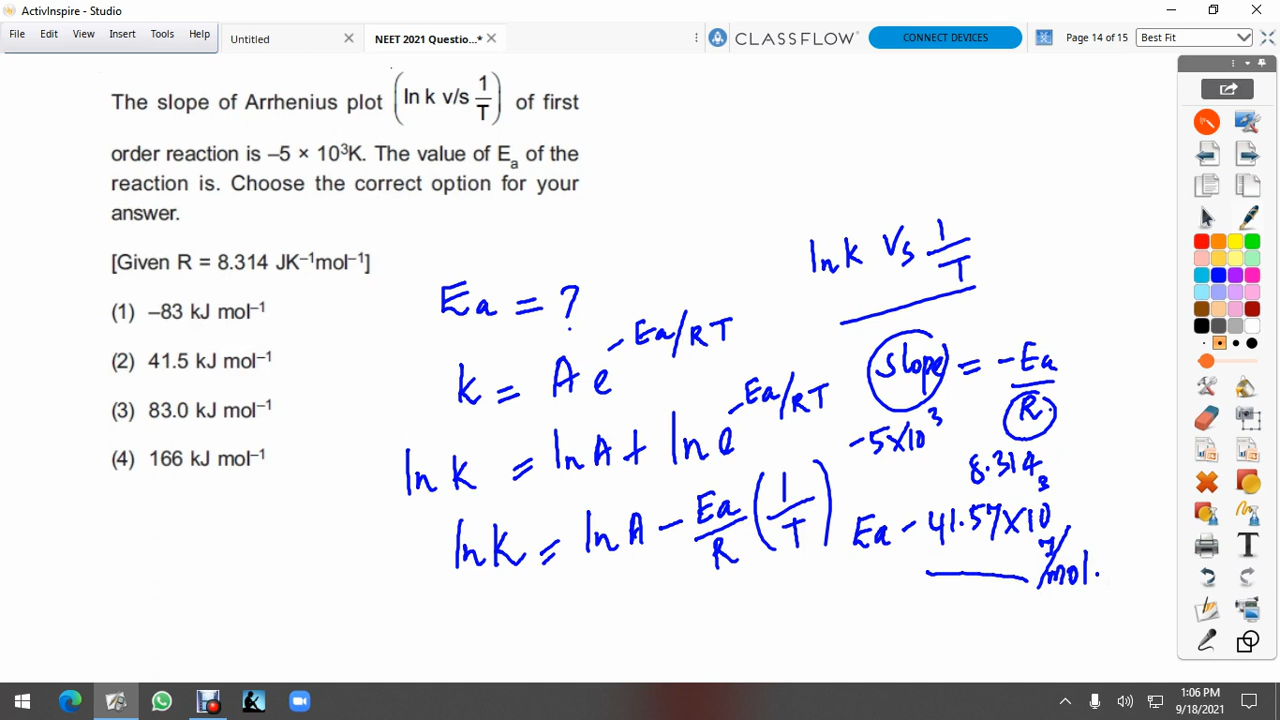 ActivInspire - Studio
File Edit View Insert Tools Help
Untitled
NEET 2021 Questio...*
CLASSFLOW
CONNECT DEVICES
Page 14 of 15
Best Fit
The slope of Arrhenius plot (ln k v/s 1/T) of first
order reaction is –5 × 10³K. The value of Eₐ of the
reaction is. Choose the correct option for your
answer.
[Given R = 8.314 JK⁻¹mol⁻¹]
(1) –83 kJ mol⁻¹
(2) 41.5 kJ mol⁻¹
(3) 83.0 kJ mol⁻¹
(4) 166 kJ mol⁻¹
Ea = ?
k = A e^-Ea/RT
ln k = ln A + ln e^-Ea/RT
ln K = ln A - Ea/R (1/T)
ln k Vs 1/T
slope = -Ea/R
-5×10³
8.314
Ea - 41.57×10³
J/mol.
1:06 PM
9/18/2021